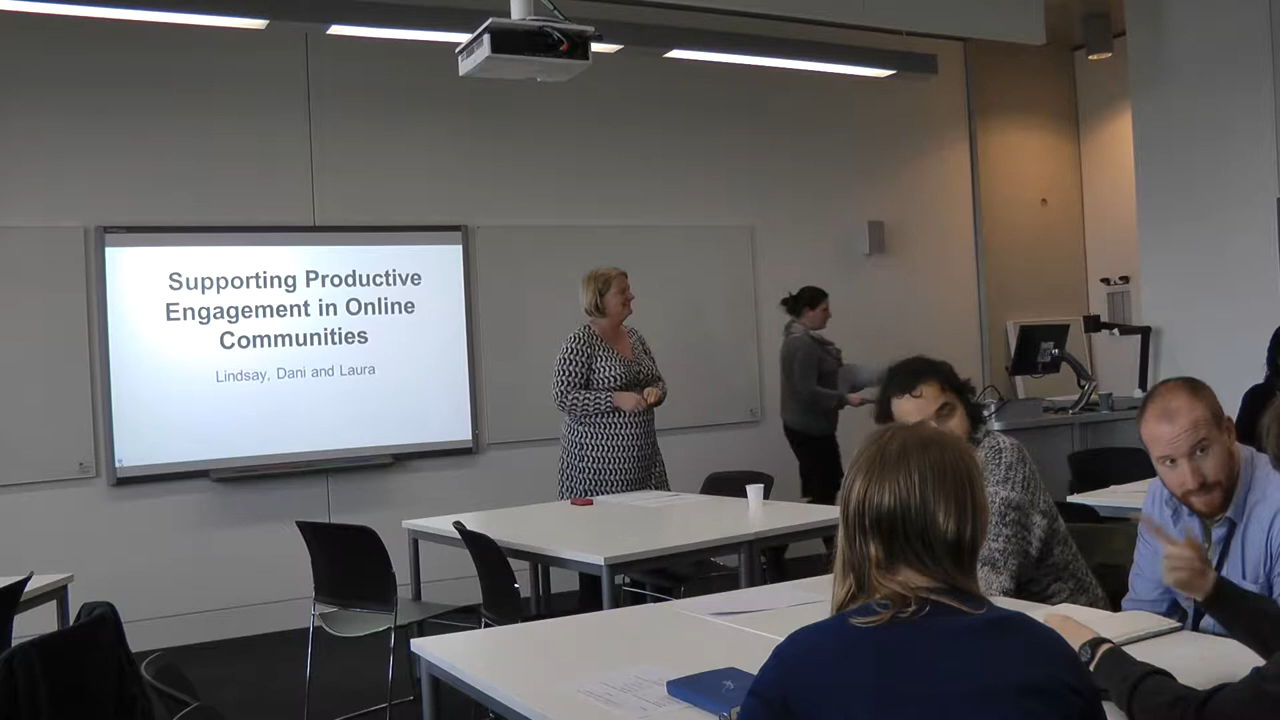 Supporting Productive
Engagement in Online
Communities
Lindsay, Dani and Laura